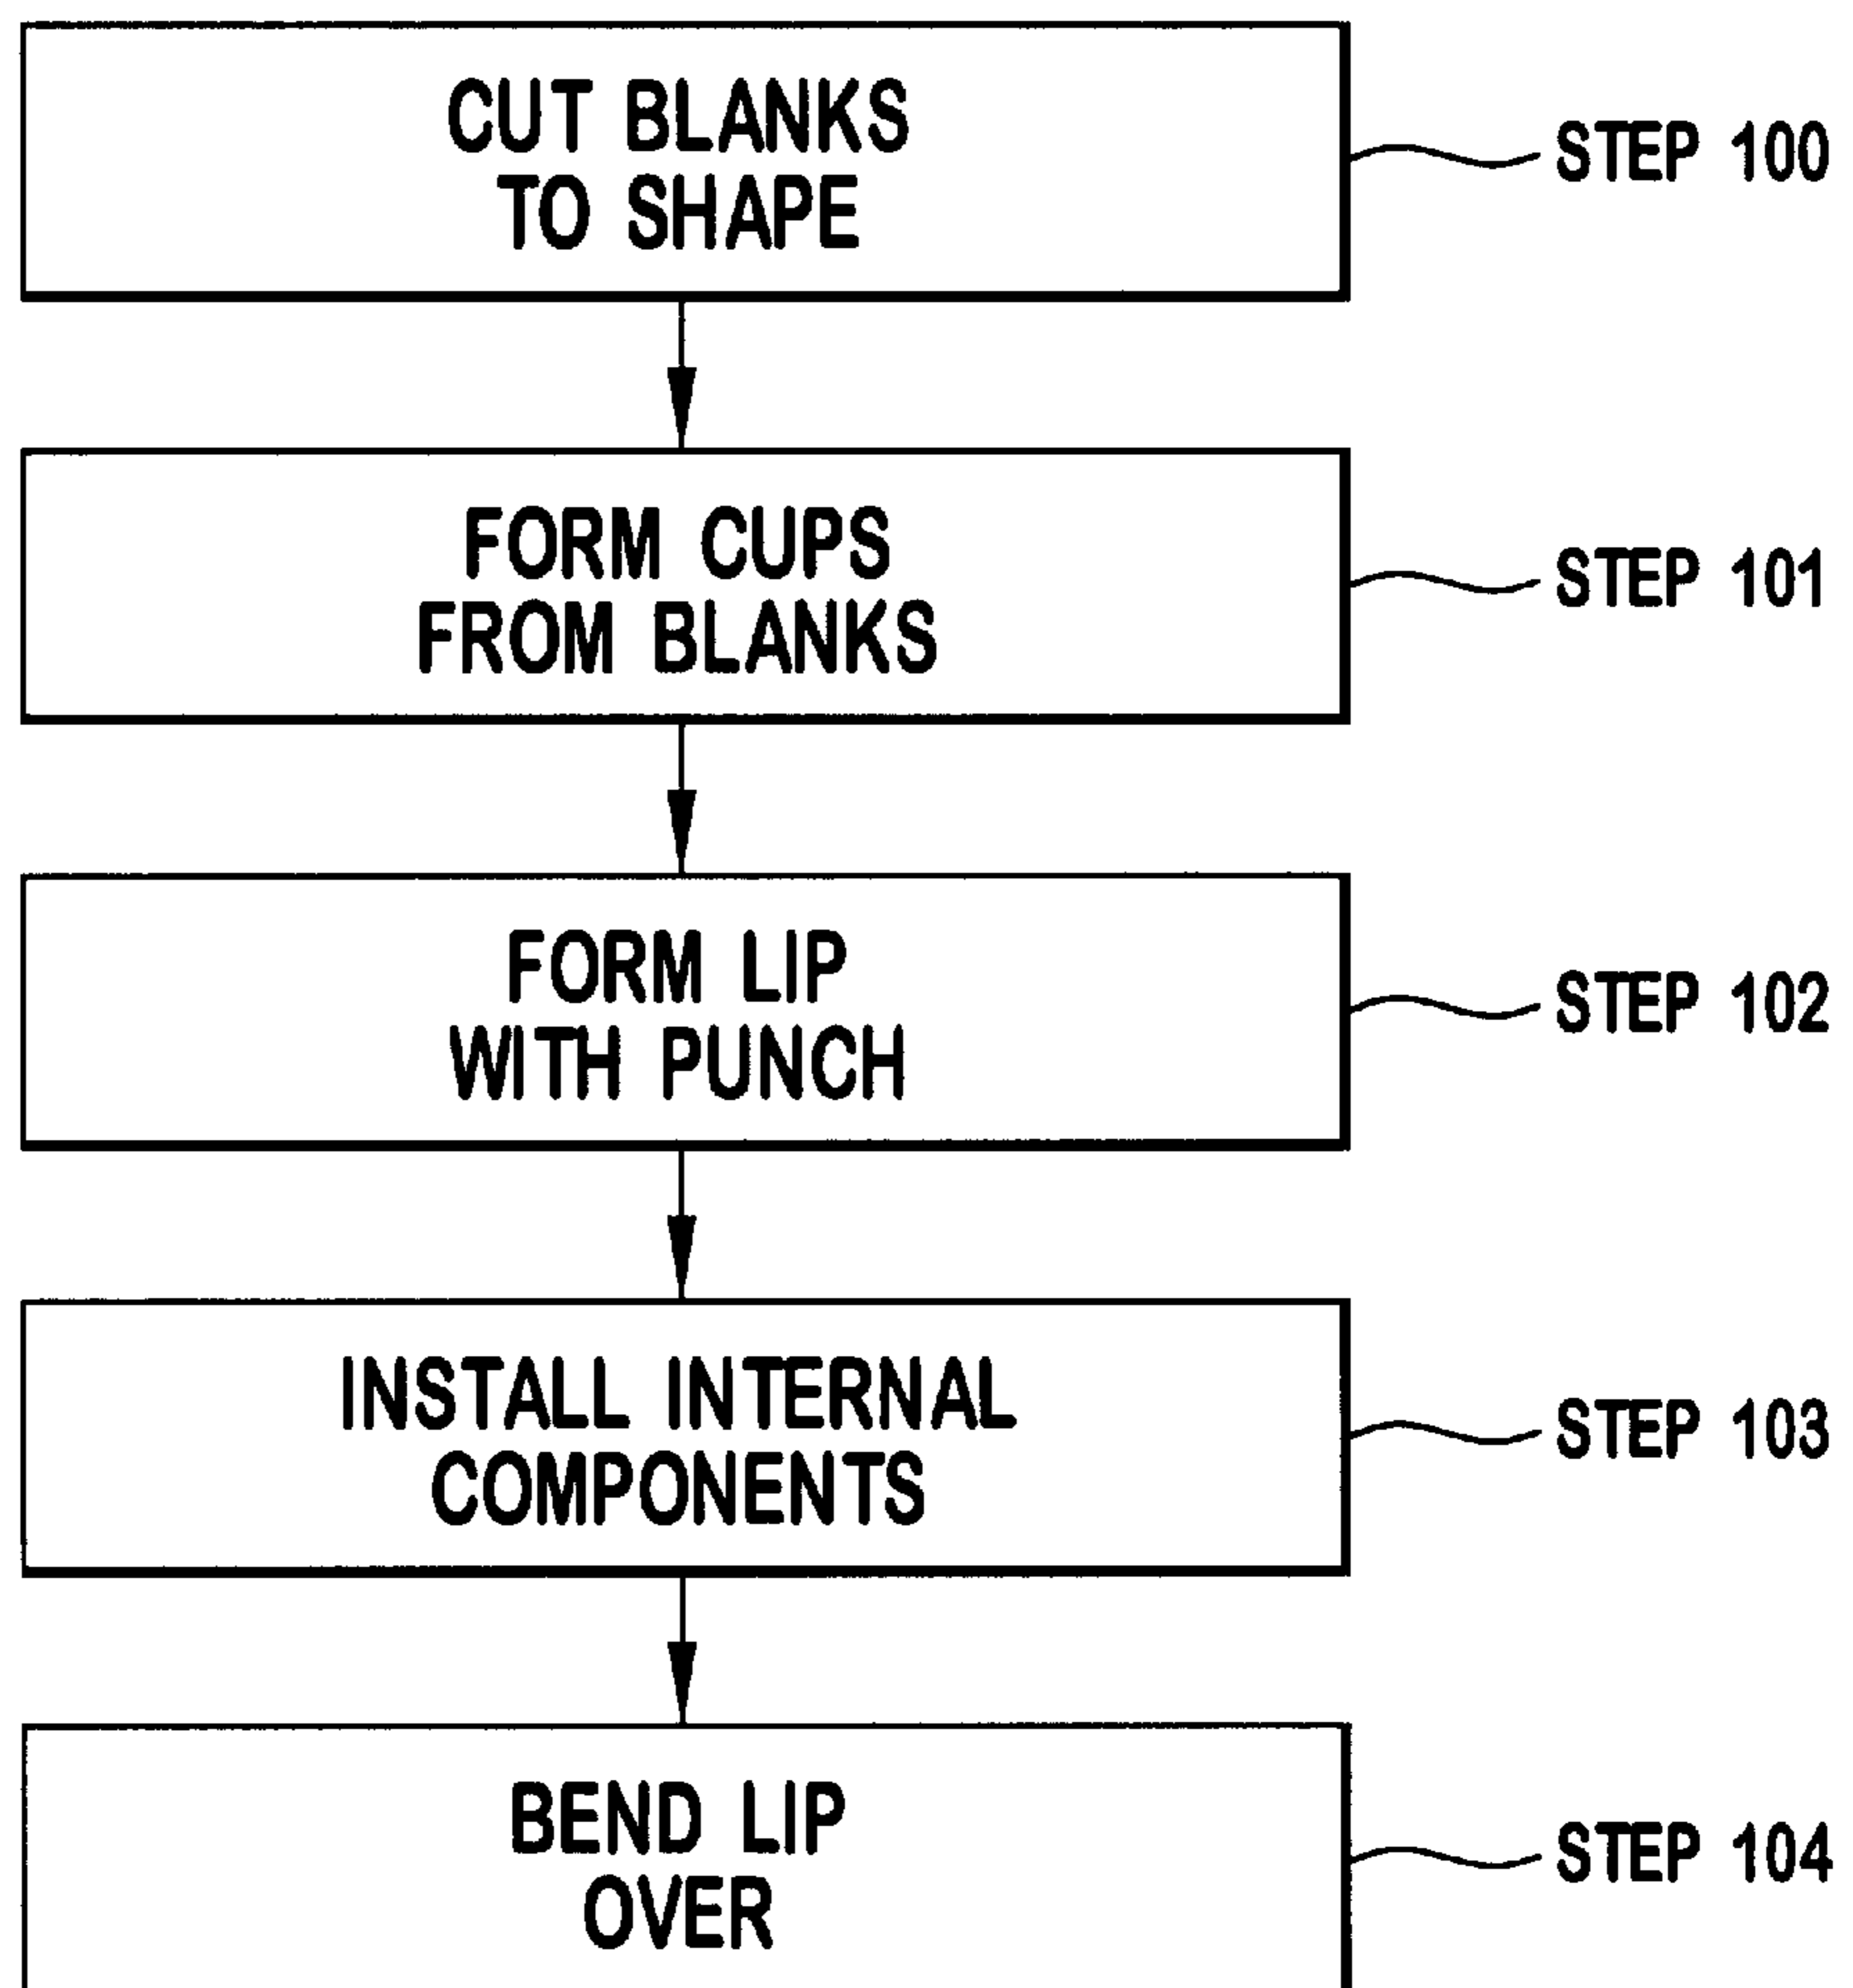 CUT BLANKS
TO SHAPE
STEP 100
FORM CUPS
FROM BLANKS
STEP 101
FORM LIP
WITH PUNCH
STEP 102
INSTALL INTERNAL
COMPONENTS
STEP 103
BEND LIP
OVER
STEP 104